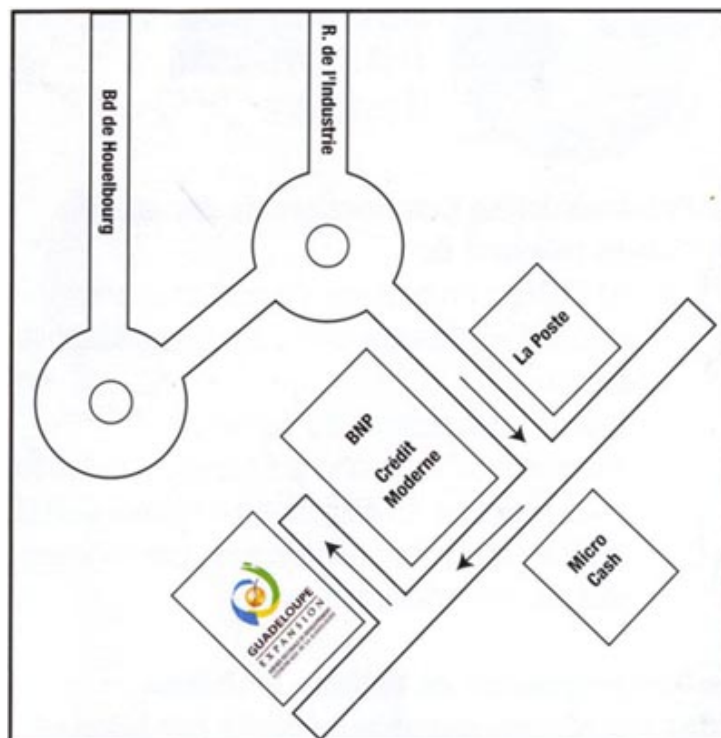 Bd de Houelbourg
R. de l'Industrie
La Poste
BNP
Crédit
Moderne
Micro
Cash
GUADELOUPE
EXPANSION